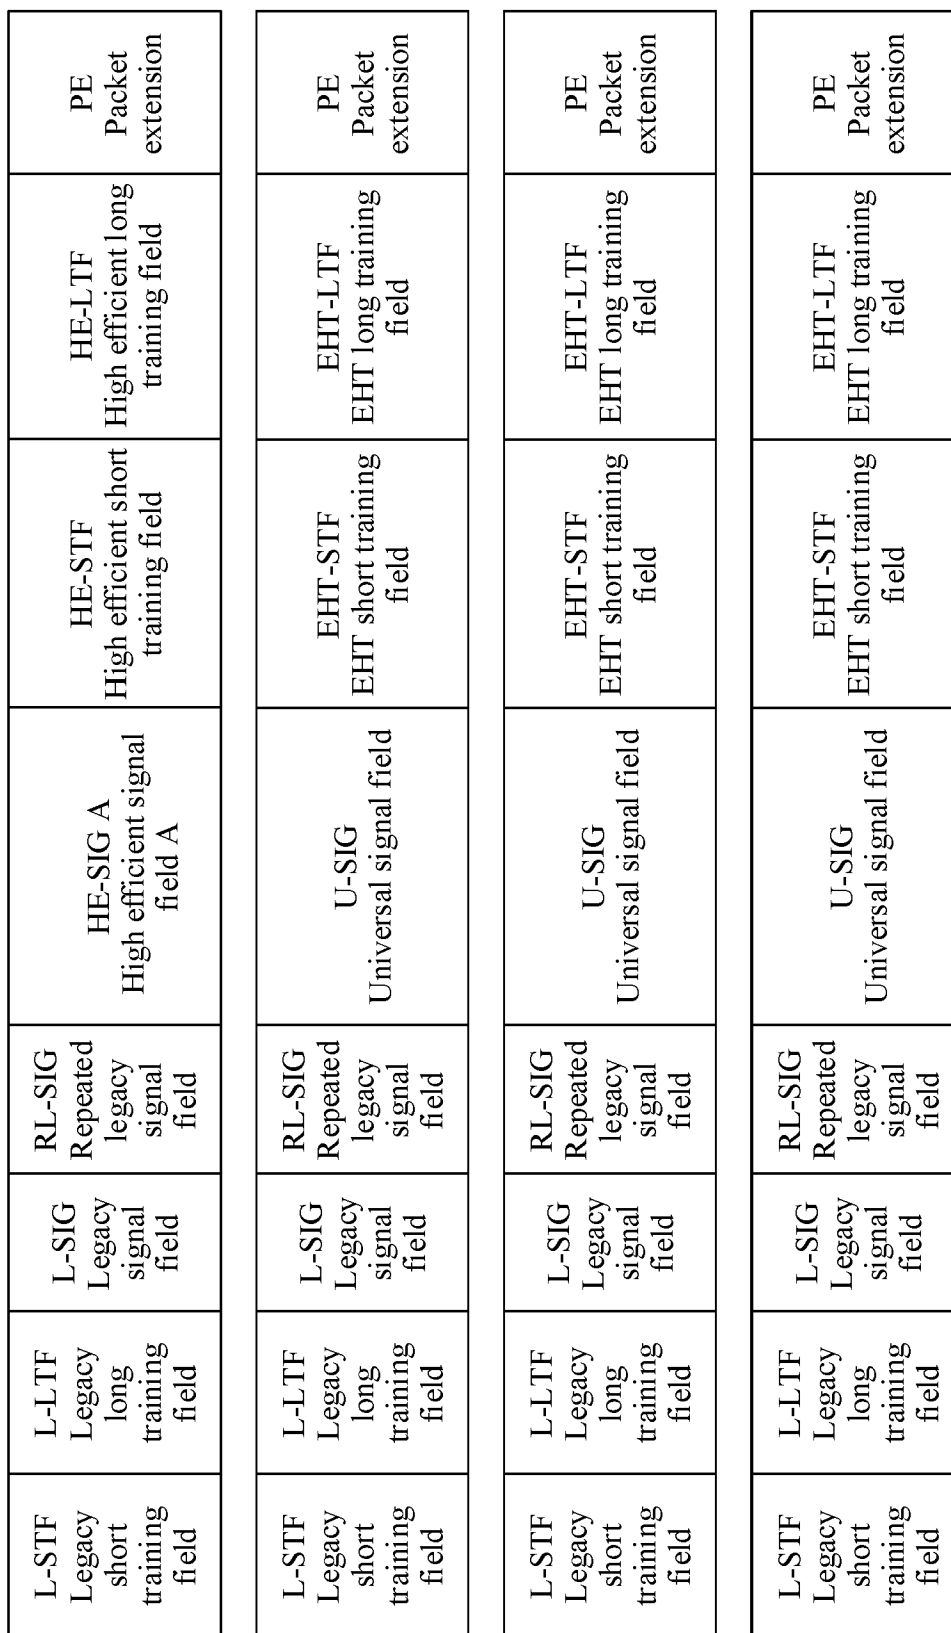 L-STF
Legacy
short
training
field
L-LTF
Legacy
long
training
field
L-SIG
Legacy
signal
field
RL-SIG
Repeated
legacy
signal
field
HE-SIG A
High efficient signal
field A
HE-STF
High efficient short
training field
HE-LTF
High efficient long
training field
PE
Packet
extension
L-STF
Legacy
short
training
field
L-LTF
Legacy
long
training
field
L-SIG
Legacy
signal
field
RL-SIG
Repeated
legacy
signal
field
U-SIG
Universal signal field
EHT-STF
EHT short training
field
EHT-LTF
EHT long training
field
PE
Packet
extension
L-STF
Legacy
short
training
field
L-LTF
Legacy
long
training
field
L-SIG
Legacy
signal
field
RL-SIG
Repeated
legacy
signal
field
U-SIG
Universal signal field
EHT-STF
EHT short training
field
EHT-LTF
EHT long training
field
PE
Packet
extension
L-STF
Legacy
short
training
field
L-LTF
Legacy
long
training
field
L-SIG
Legacy
signal
field
RL-SIG
Repeated
legacy
signal
field
U-SIG
Universal signal field
EHT-STF
EHT short training
field
EHT-LTF
EHT long training
field
PE
Packet
extension